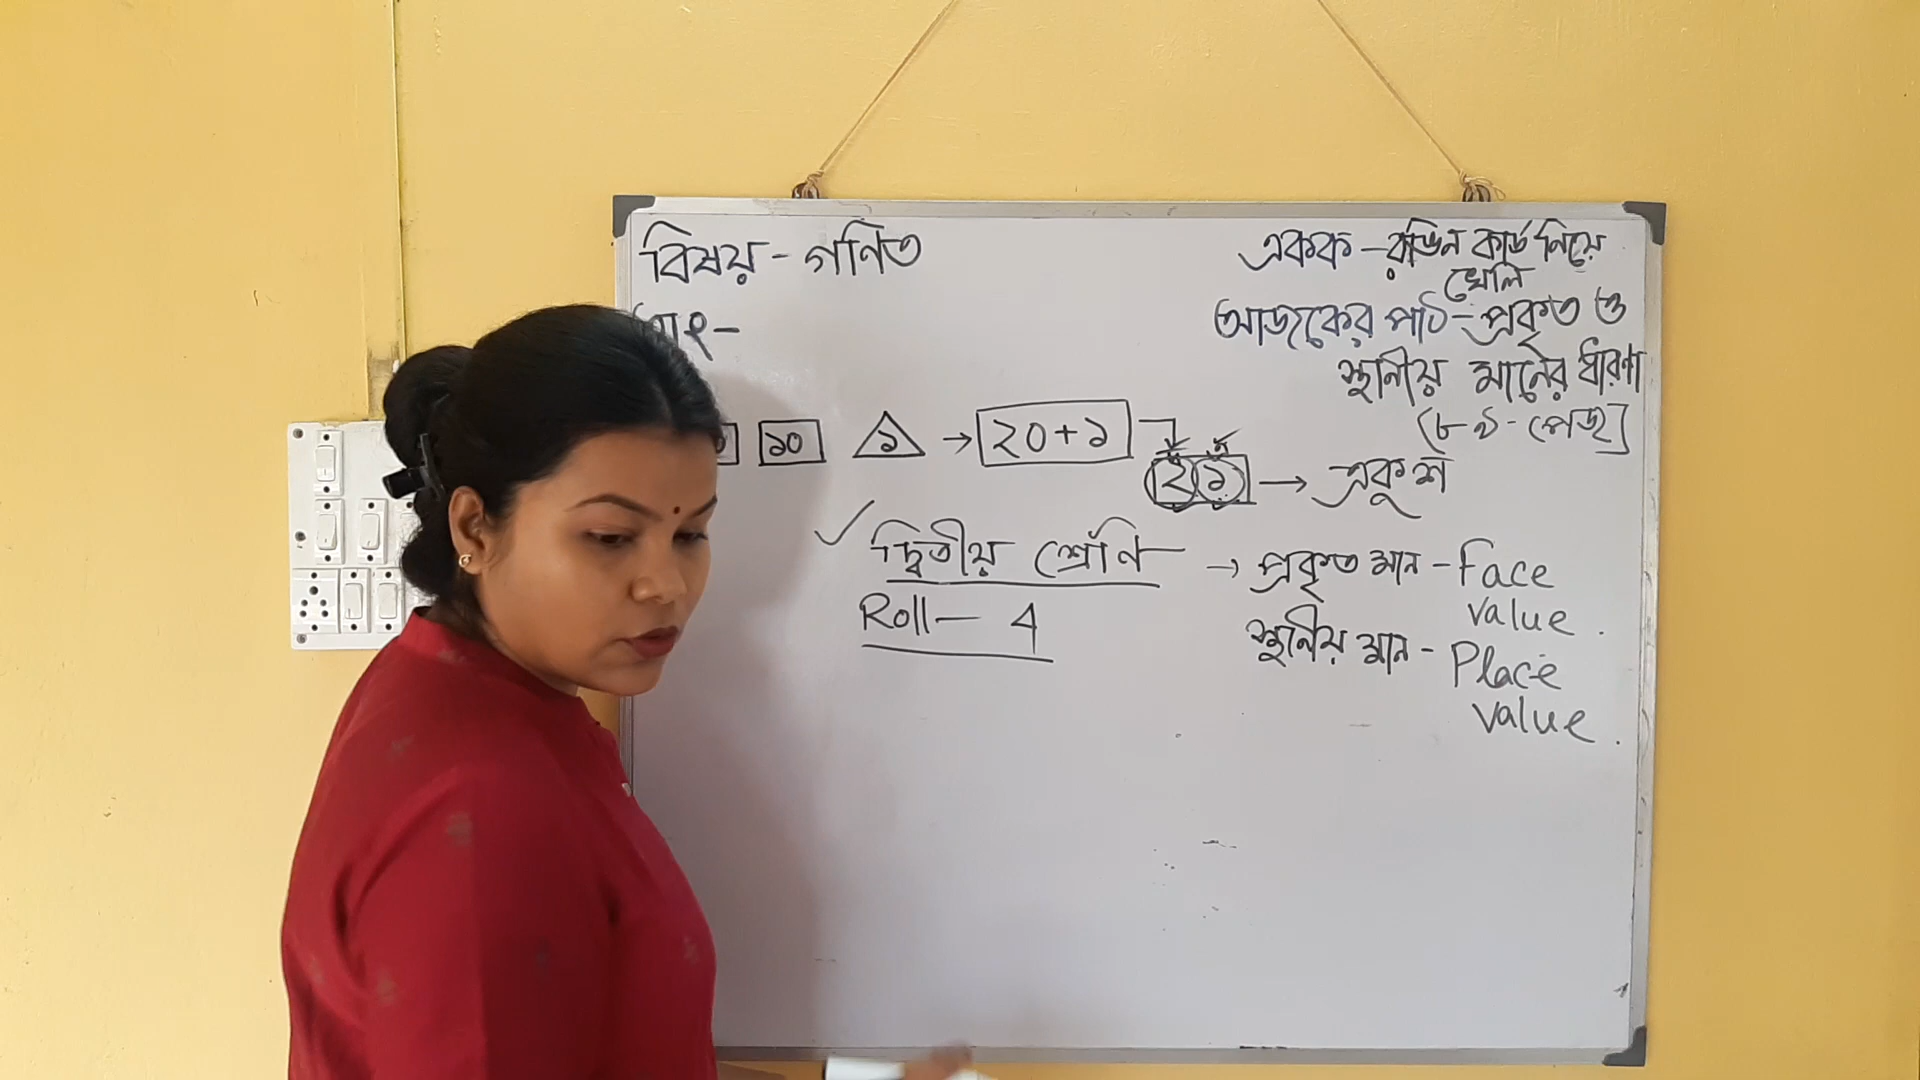 বিষয় - গণিত
একক - রঙিন কার্ড নিয়ে
খেলি
আজকের পাঠ - প্রকৃত ও
স্থানীয় মানের ধারণা
[৮-৯ - পেজ]
১০ ১ → ২০+১
২১ → একুশ
✓ দ্বিতীয় শ্রেণি
Roll - 4
→ প্রকৃত মান - Face
value.
স্থানীয় মান - Place
value.